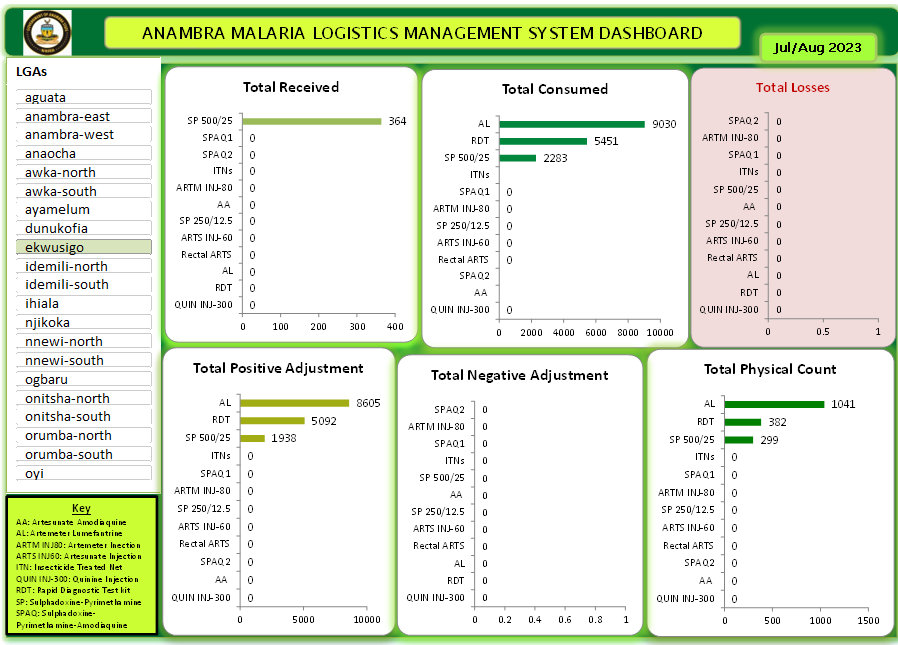 ANAMBRA MALARIA LOGISTICS MANAGEMENT SYSTEM DASHBOARD
Jul/Aug 2023
LGAs
aguata
anambra-east
anambra-west
anaocha
awka-north
awka-south
ayamelum
dunukofia
ekwusigo
idemili-north
idemili-south
ihiala
njikoka
nnewi-north
nnewi-south
ogbaru
onitsha-north
onitsha-south
orumba-north
orumba-south
oyi
Key
AA: Artesunate Amodiaquine
AL: Artemeter Lumefantrine
ARTM INJ80: Artemeter Inection
ARTS INJ60: Artesunate Injection
ITN: Insecticide Treated Net
QUIN INJ-300: Quinine Injection
RDT: Rapid Diagnostic Test kit
SP: Sulphadoxine-Pyrimethamine
SPAQ: Sulphadoxine-
Pyrimethamine-Amodiaquine
Total Received
SP 500/25 364
SPAQ1 0
SPAQ2 0
ITNs 0
ARTM INJ-80 0
AA 0
SP 250/12.5 0
ARTS INJ-60 0
Rectal ARTS 0
AL 0
RDT 0
QUIN INJ-300 0
0 100 200 300 400
Total Consumed
AL 9030
RDT 5451
SP 500/25 2283
ITNs
SPAQ1 0
ARTM INJ-80 0
SP 250/12.5 0
ARTS INJ-60 0
Rectal ARTS 0
SPAQ2
AA
QUIN INJ-300 0
0 2000 4000 6000 8000 10000
Total Losses
SPAQ2 0
ARTM INJ-80 0
SPAQ1 0
ITNs 0
SP 500/25 0
AA 0
SP 250/12.5 0
ARTS INJ-60 0
Rectal ARTS 0
AL 0
RDT 0
QUIN INJ-300 0
0 0.5 1
Total Positive Adjustment
AL 8605
RDT 5092
SP 500/25 1938
ITNs 0
SPAQ1 0
ARTM INJ-80 0
SP 250/12.5 0
ARTS INJ-60 0
Rectal ARTS 0
SPAQ2 0
AA 0
QUIN INJ-300 0
0 5000 10000
Total Negative Adjustment
SPAQ2 0
ARTM INJ-80 0
SPAQ1 0
ITNs 0
SP 500/25 0
AA 0
SP 250/12.5 0
ARTS INJ-60 0
Rectal ARTS 0
AL 0
RDT 0
QUIN INJ-300 0
0 0.2 0.4 0.6 0.8 1
Total Physical Count
AL 1041
RDT 382
SP 500/25 299
ITNs 0
SPAQ1 0
ARTM INJ-80 0
SP 250/12.5 0
ARTS INJ-60 0
Rectal ARTS 0
SPAQ2 0
AA 0
QUIN INJ-300 0
0 500 1000 1500